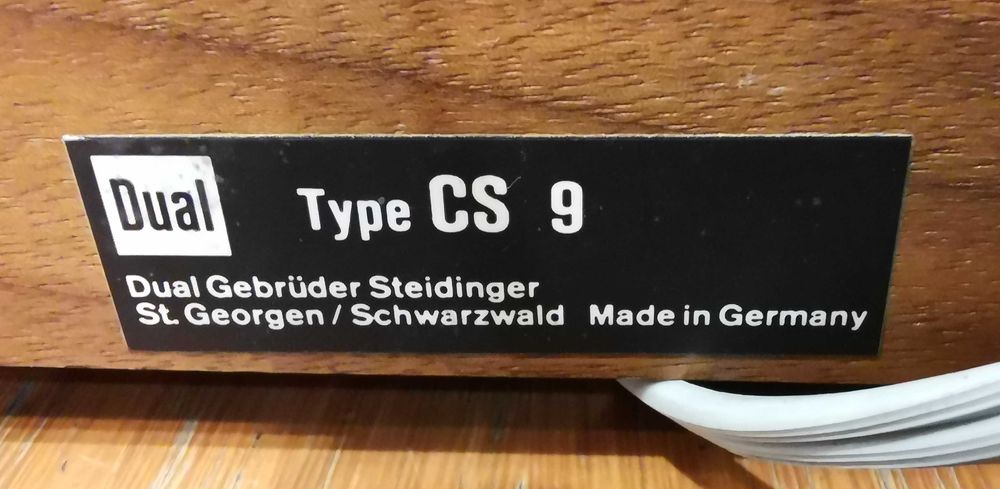 Dual
Type CS 9
Dual Gebrüder Steidinger
St. Georgen / Schwarzwald Made in Germany